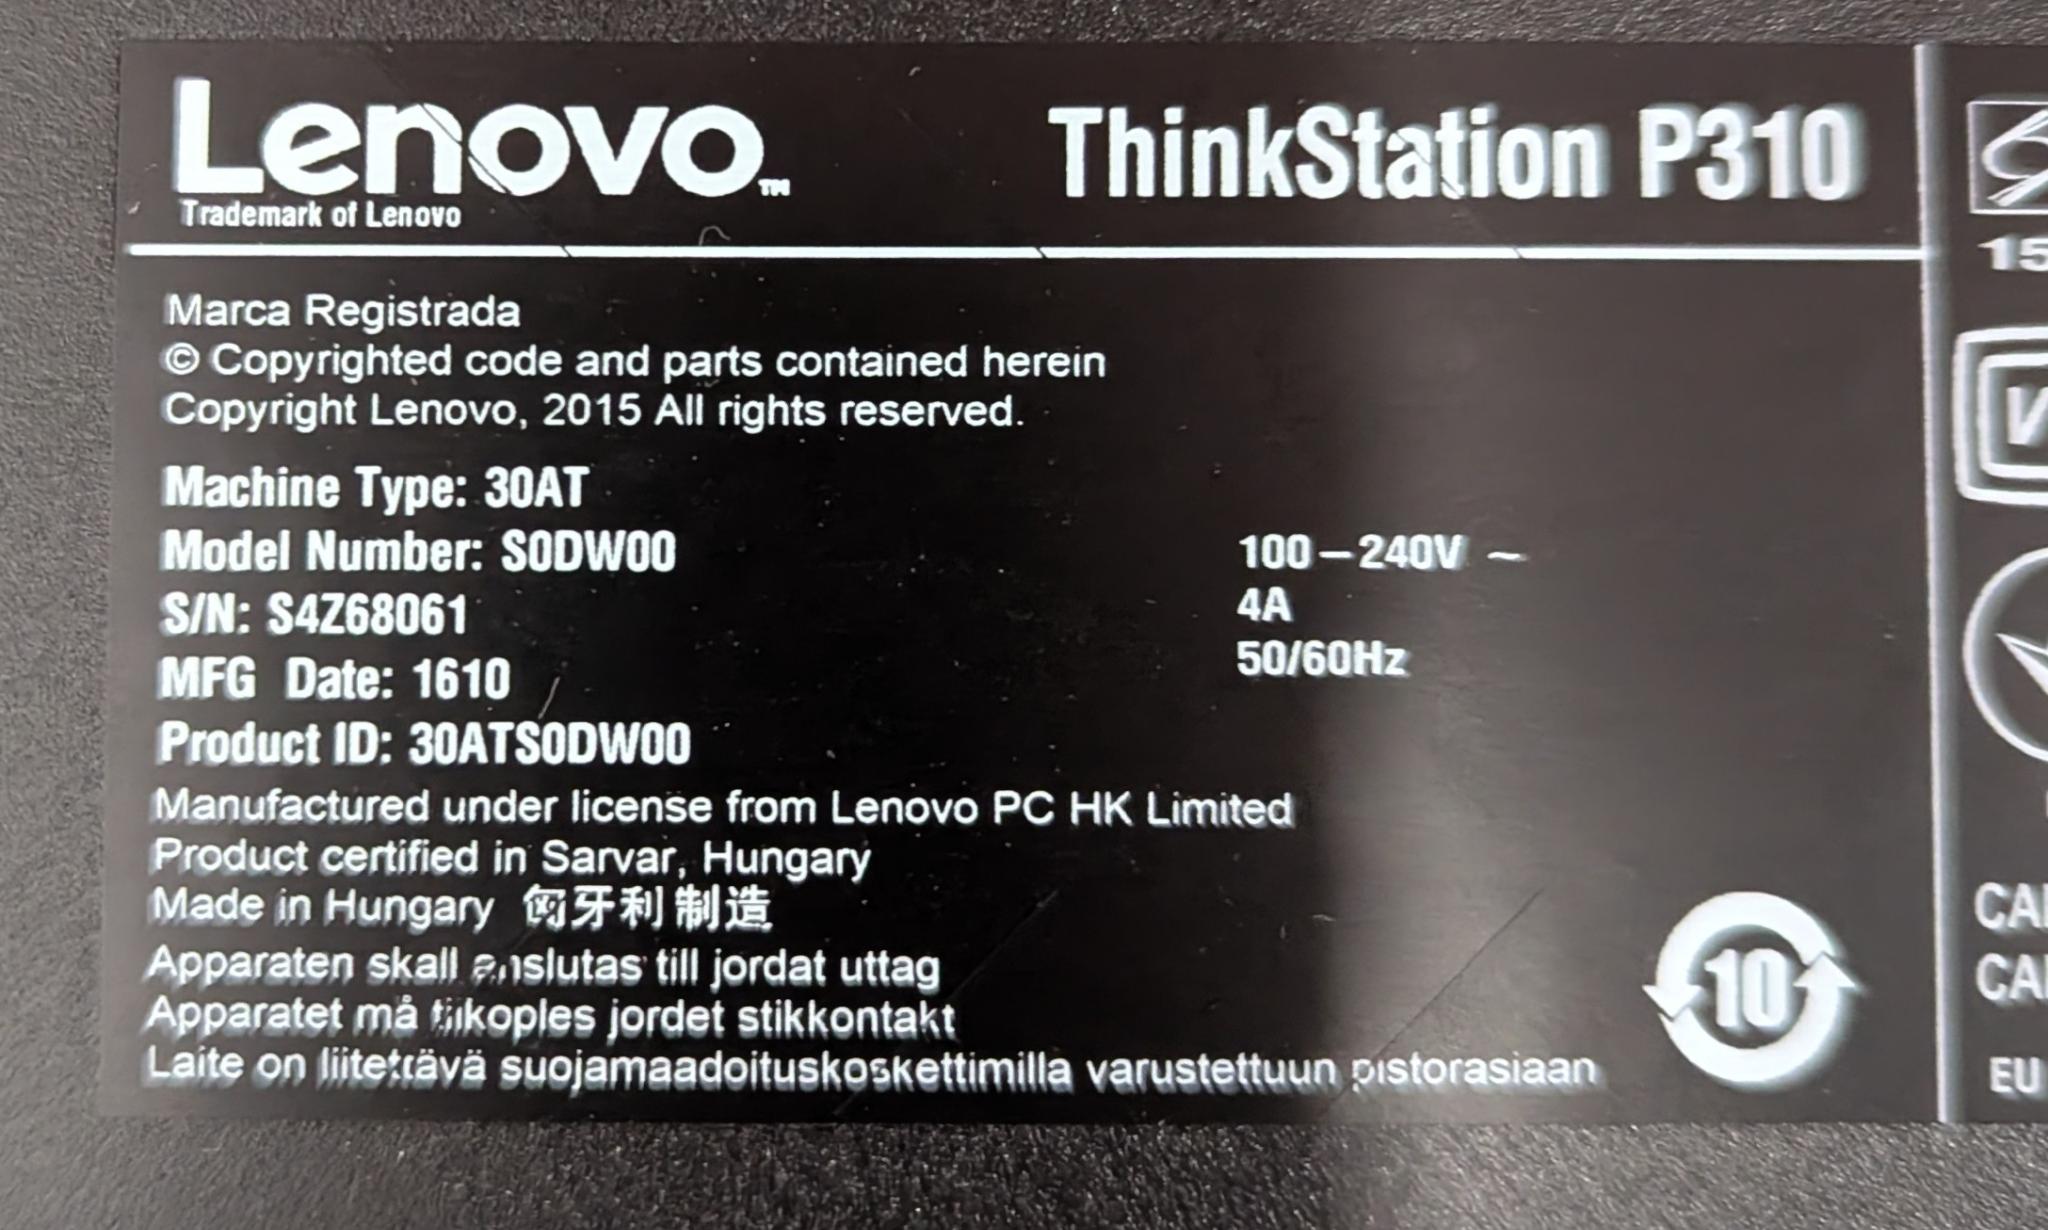 Lenovo™
ThinkStation P310
Trademark of Lenovo
Marca Registrada
© Copyrighted code and parts contained herein
Copyright Lenovo, 2015 All rights reserved.
Machine Type: 30AT
Model Number: S0DW00
S/N: S4Z68061
MFG Date: 1610
Product ID: 30ATS0DW00
100–240V ~
4A
50/60Hz
Manufactured under license from Lenovo PC HK Limited
Product certified in Sarvar, Hungary
Made in Hungary 匈牙利制造
Apparaten skall anslutas till jordat uttag
Apparatet må tilkoples jordet stikkontakt
Laite on liitettävä suojamaadoituskoskettimilla varustettuun pistorasiaan
10
15
EU